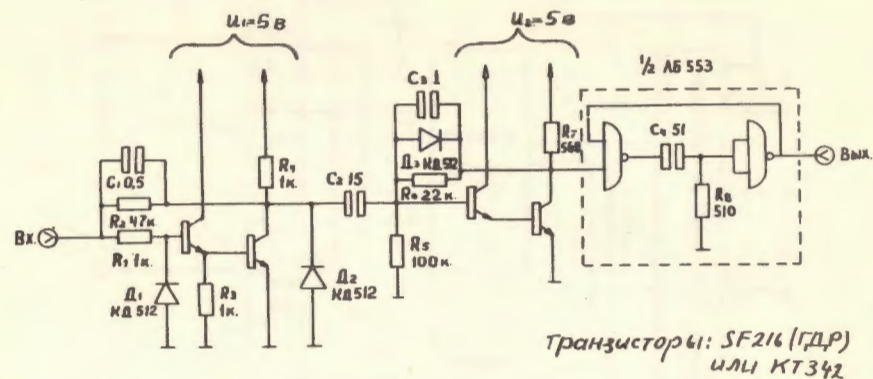 U₁=5в
U₂=5в
1/2 ЛБ 553
C₃ 1
R₇
560
C₄ 51
C₁ 0,5
R₄
1к.
Д₃ КД512
C₂ 15
R₆ 22к.
Вых.
R₂ 47к.
R₈
510
Вх.
R₁ 1к.
R₅
100к.
Д₁
КД512
R₃
1к.
Д₂
КД512
Транзисторы: SF216 (ГДР)
или КТ342